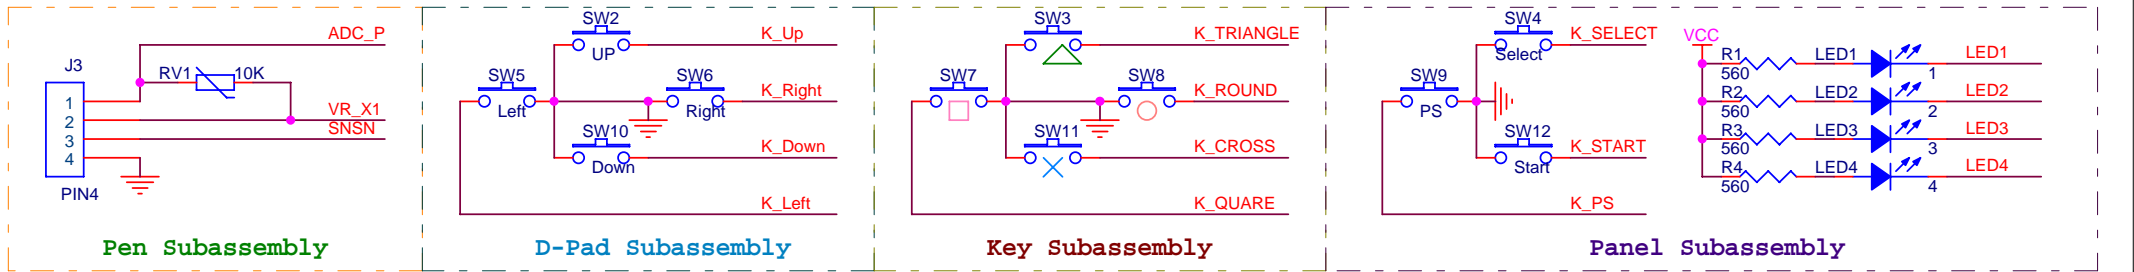 ADC_P
J3
RV1
10K
1
2
3
4
VR_X1
SNSN
PIN4
Pen Subassembly
SW2
UP
K_Up
SW5
Left
SW6
Right
K_Right
SW10
Down
K_Down
K_Left
D-Pad Subassembly
SW3
K_TRIANGLE
SW7
SW8
K_ROUND
SW11
K_CROSS
K_QUARE
Key Subassembly
SW4
Select
K_SELECT
SW9
PS
SW12
Start
K_START
K_PS
VCC
R1
560
LED1
1
LED1
R2
560
LED2
2
LED2
R3
560
LED3
3
LED3
R4
560
LED4
4
LED4
Panel Subassembly